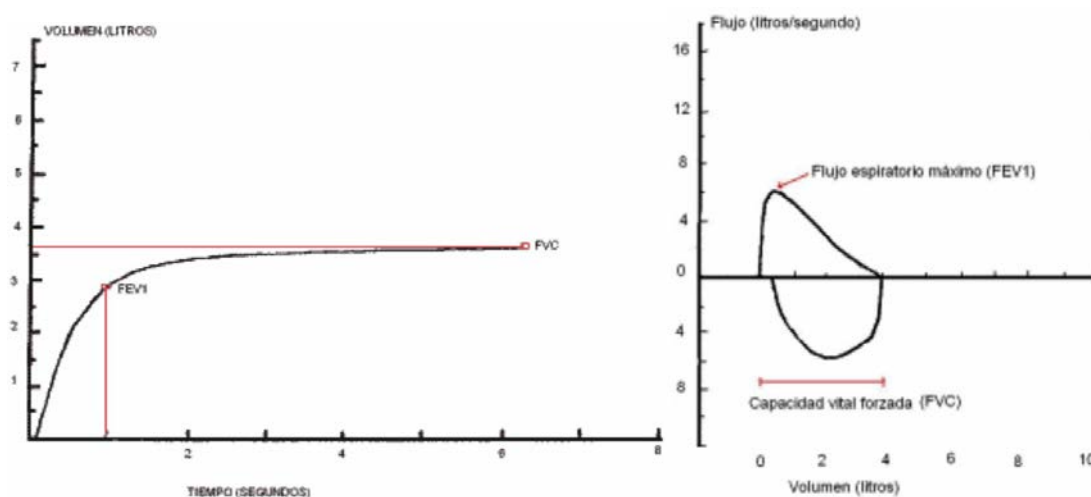 VOLUMEN (LITROS)
7
6
5
4
3
2
1
FVC
FEV1
2
4
6
8
TIEMPO (SEGUNDOS)
Flujo (litros/segundo)
16
12
8
4
0
4
8
Flujo espiratorio máximo (FEV1)
Capacidad vital forzada (FVC)
0 2 4 6 8 10
Volumen (litros)